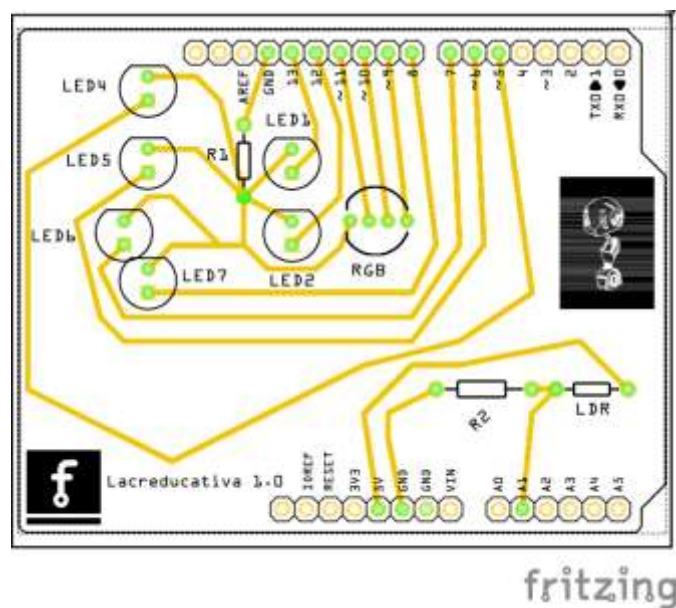 AREF
GND
13
12
~11
~10
~9
8
7
~6
~5
4
~3
2
TXD 1
RXD 0
LED4
LED1
LED5
R1
LED6
RGB
LED7
LED2
R2
LDR
f Lacreducativa 1.0
IOREF
RESET
3V3
5V
GND
GND
VIN
A0
A1
A2
A3
A4
A5
fritzing